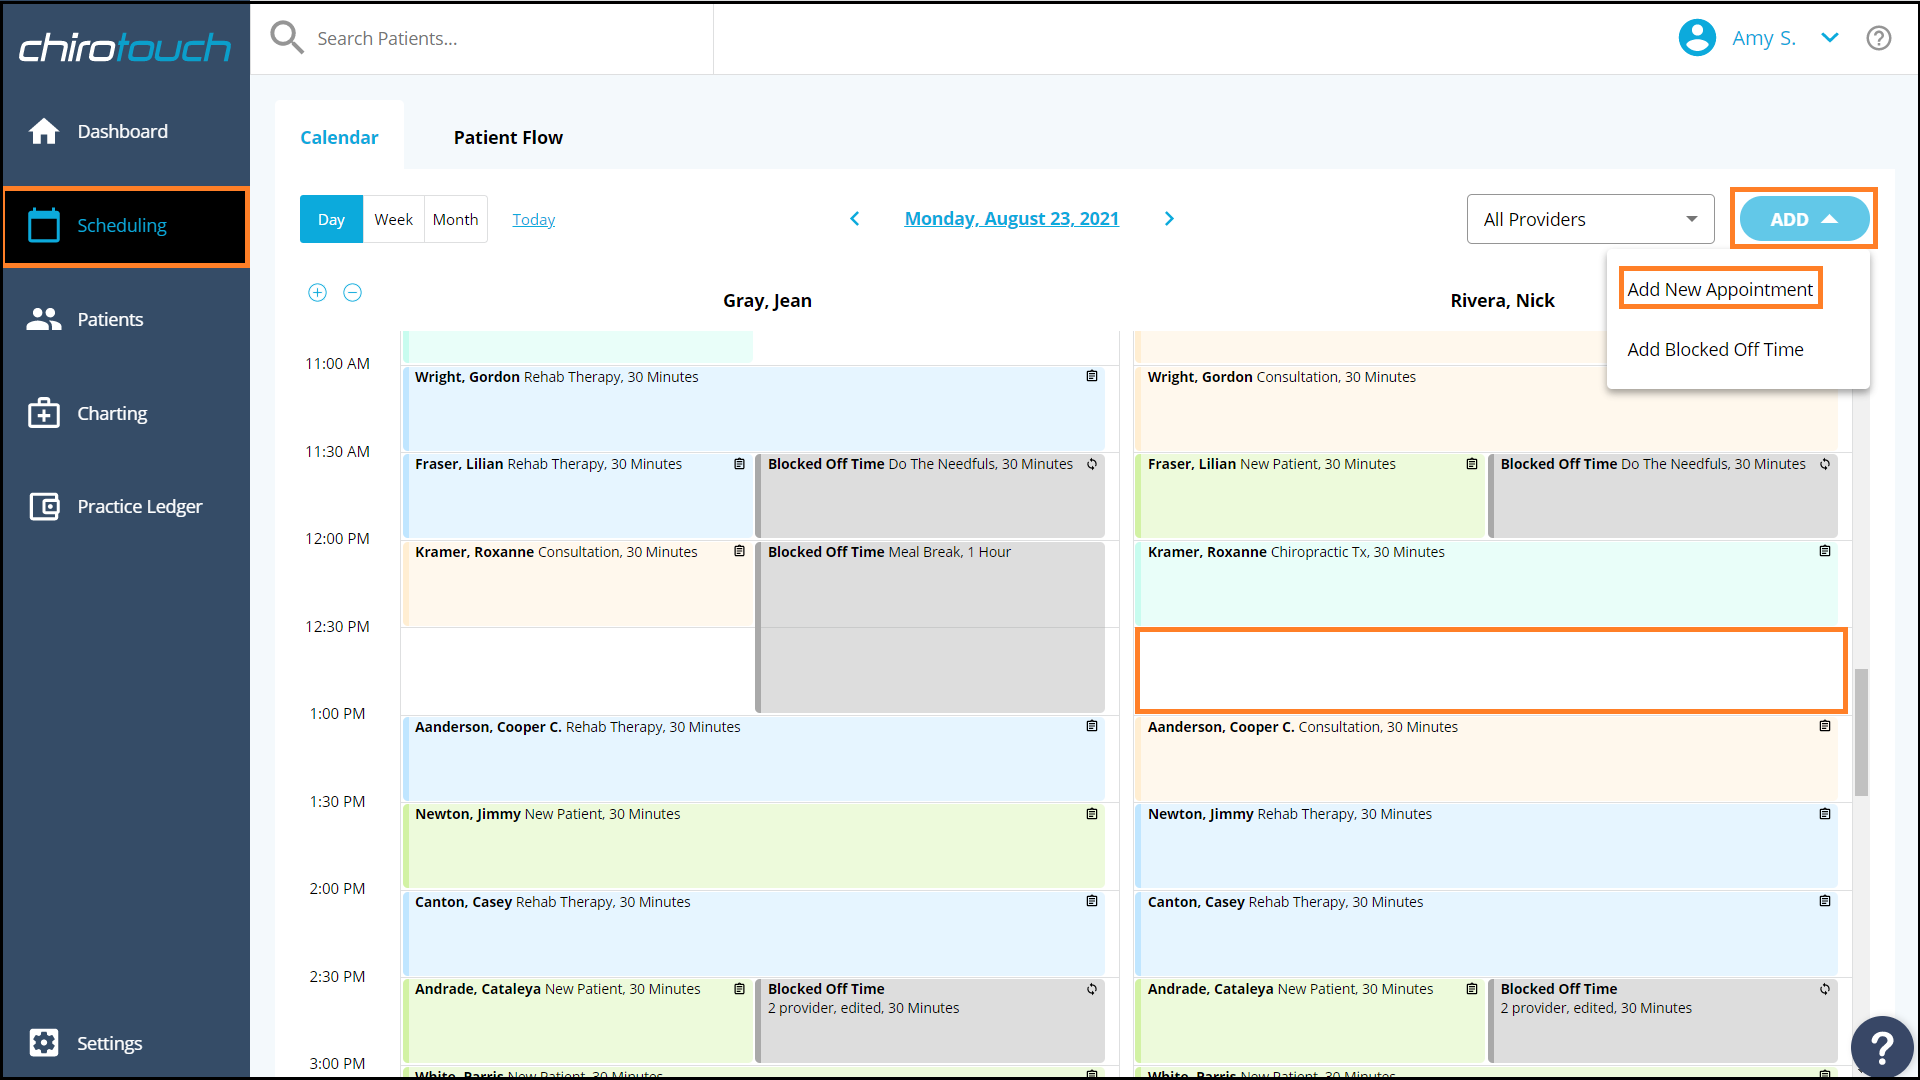 chirotouch
Search Patients...
Amy S.
Dashboard
Scheduling
Patients
Charting
Practice Ledger
Settings
Calendar
Patient Flow
Day
Week
Month
Today
Monday, August 23, 2021
All Providers
ADD
Add New Appointment
Add Blocked Off Time
Gray, Jean
Rivera, Nick
11:00 AM
Wright, Gordon Rehab Therapy, 30 Minutes
Wright, Gordon Consultation, 30 Minutes
11:30 AM
Fraser, Lilian Rehab Therapy, 30 Minutes
Blocked Off Time Do The Needfuls, 30 Minutes
Fraser, Lilian New Patient, 30 Minutes
Blocked Off Time Do The Needfuls, 30 Minutes
12:00 PM
Kramer, Roxanne Consultation, 30 Minutes
Blocked Off Time Meal Break, 1 Hour
Kramer, Roxanne Chiropractic Tx, 30 Minutes
12:30 PM
1:00 PM
Aanderson, Cooper C. Rehab Therapy, 30 Minutes
Aanderson, Cooper C. Consultation, 30 Minutes
1:30 PM
Newton, Jimmy New Patient, 30 Minutes
Newton, Jimmy Rehab Therapy, 30 Minutes
2:00 PM
Canton, Casey Rehab Therapy, 30 Minutes
Canton, Casey Rehab Therapy, 30 Minutes
2:30 PM
Andrade, Cataleya New Patient, 30 Minutes
Blocked Off Time
2 provider, edited, 30 Minutes
Andrade, Cataleya New Patient, 30 Minutes
Blocked Off Time
2 provider, edited, 30 Minutes
3:00 PM
White, Parris New Patient, 30 Minutes
White, Parris New Patient, 30 Minutes